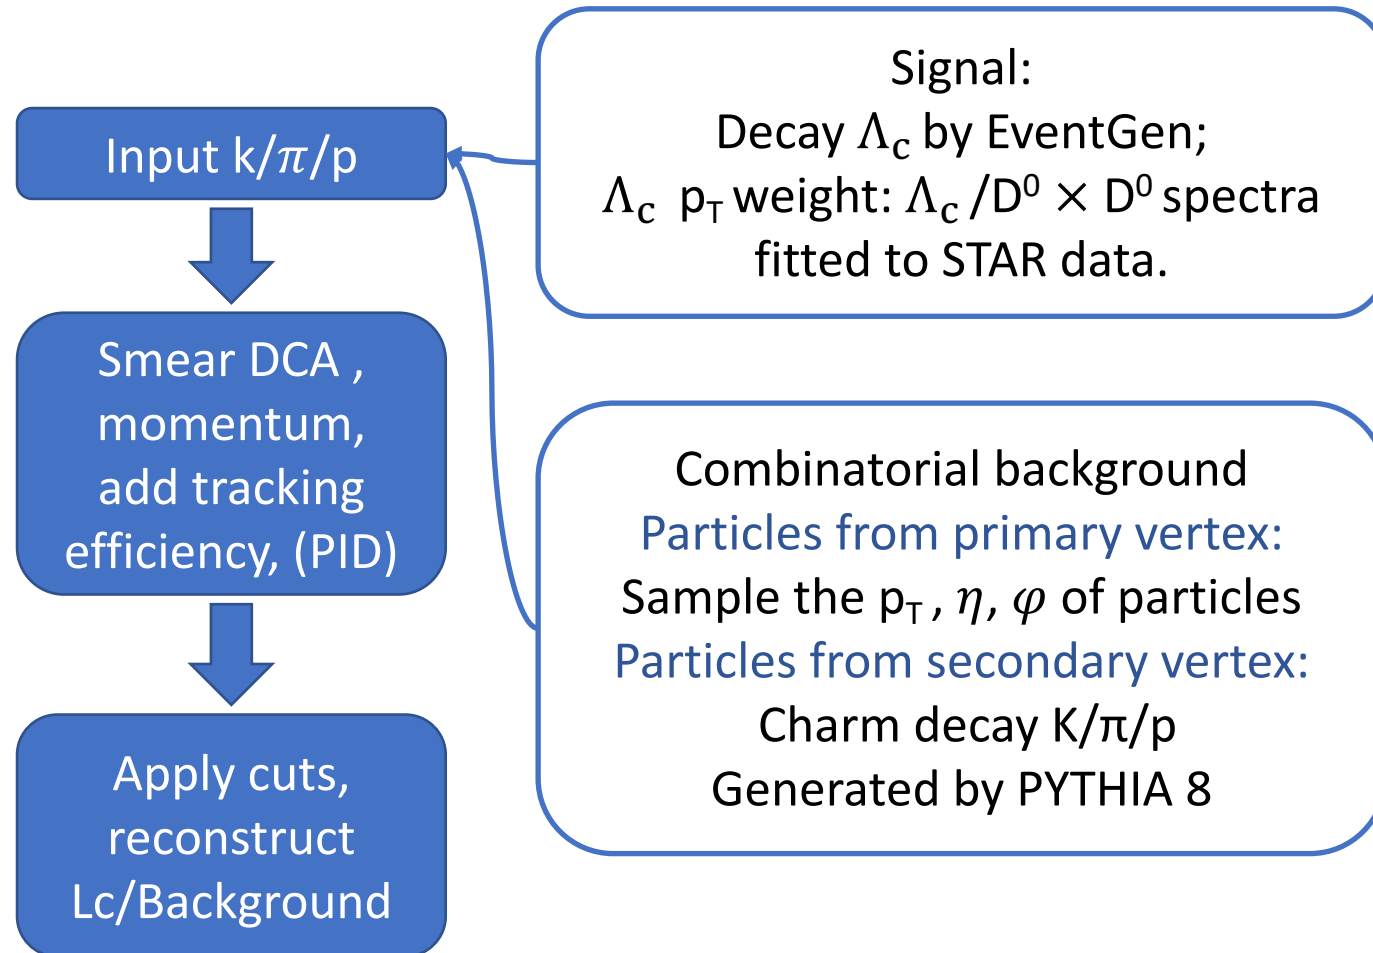 Input k/π/p
Smear DCA ,
momentum,
add tracking
efficiency, (PID)
Apply cuts,
reconstruct
Lc/Background
Signal:
Decay Λc by EventGen;
Λc pT weight: Λc /D⁰ × D⁰ spectra
fitted to STAR data.
Combinatorial background
Particles from primary vertex:
Sample the pT , η, φ of particles
Particles from secondary vertex:
Charm decay K/π/p
Generated by PYTHIA 8